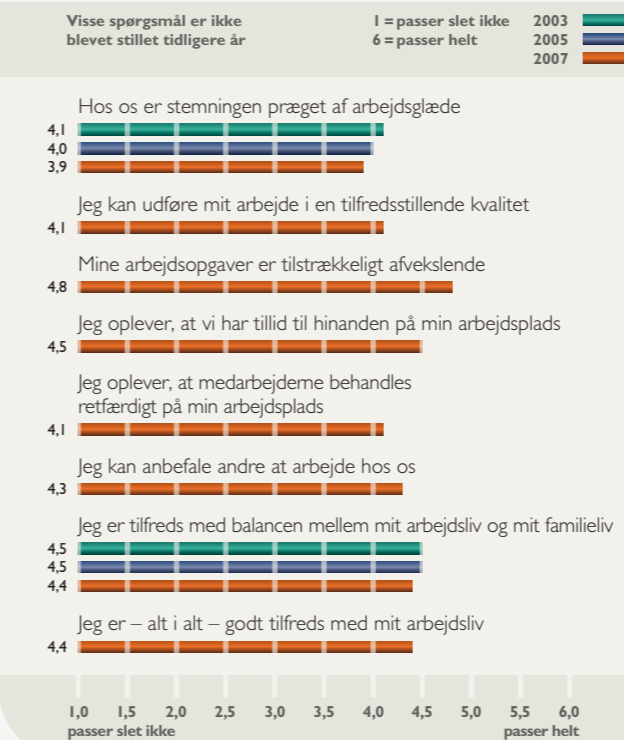 Visse spørgsmål er ikke
blevet stillet tidligere år
1 = passer slet ikke
6 = passer helt
2003
2005
2007
Hos os er stemningen præget af arbejdsglæde
4,1
4,0
3,9
Jeg kan udføre mit arbejde i en tilfredsstillende kvalitet
4,1
Mine arbejdsopgaver er tilstrækkeligt afvekslende
4,8
Jeg oplever, at vi har tillid til hinanden på min arbejdsplads
4,5
Jeg oplever, at medarbejderne behandles
retfærdigt på min arbejdsplads
4,1
Jeg kan anbefale andre at arbejde hos os
4,3
Jeg er tilfreds med balancen mellem mit arbejdsliv og mit familieliv
4,5
4,5
4,4
Jeg er – alt i alt – godt tilfreds med mit arbejdsliv
4,4
1,0 1,5 2,0 2,5 3,0 3,5 4,0 4,5 5,0 5,5 6,0
passer slet ikke passer helt